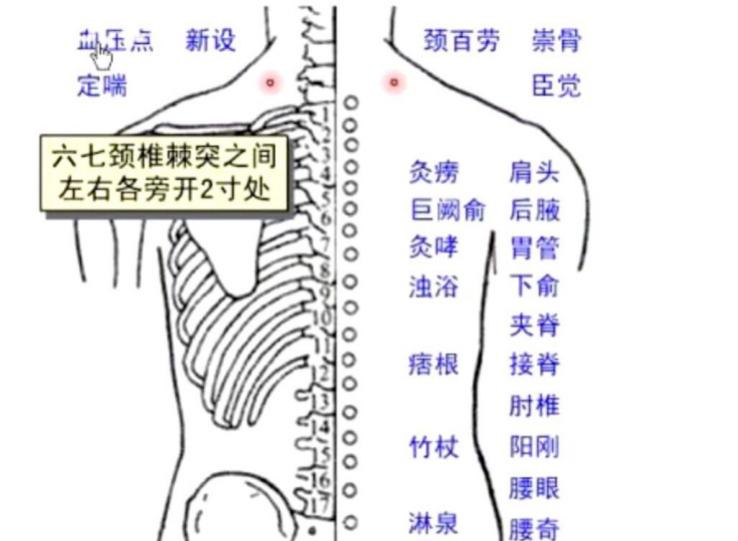 血压点 新设 颈百劳 崇骨
定喘 臣觉
六七颈椎棘突之间
左右各旁开2寸处
灸痨 肩头
巨阙俞 后腋
灸哮 胃管
浊浴 下俞
夹脊
痞根 接脊
肘椎
竹杖 阳刚
腰眼
淋泉 腰奇
1
2
3
4
5
6
7
8
9
10
11
12
13
14
15
16
17